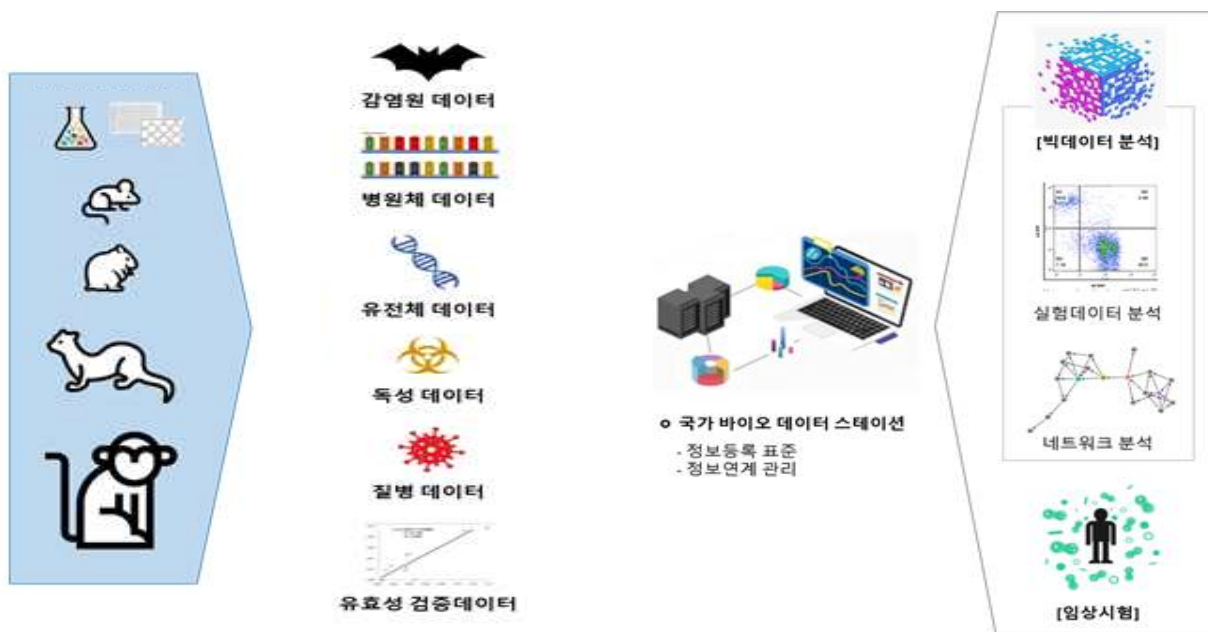 감염원 데이터
병원체 데이터
유전체 데이터
독성 데이터
질병 데이터
유효성 검증데이터
o 국가 바이오 데이터 스테이션
- 정보등록 표준
- 정보연계 관리
[빅데이터 분석]
실험데이터 분석
네트워크 분석
[임상시험]